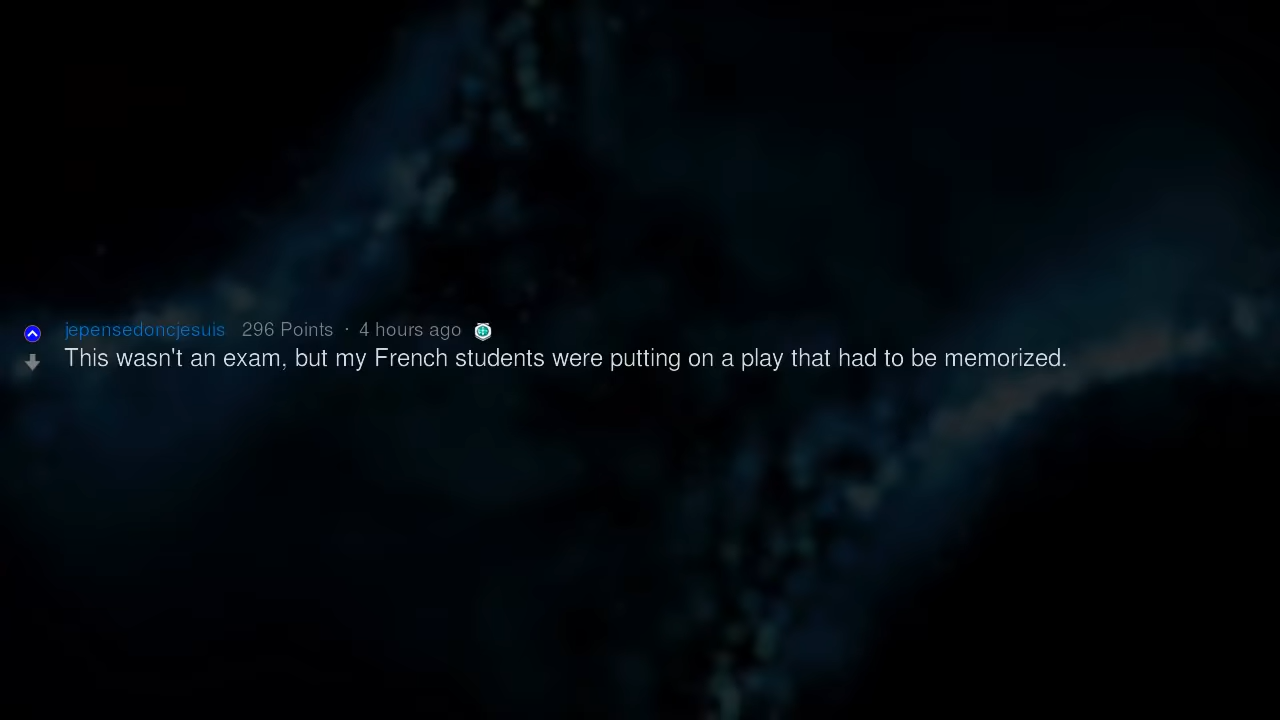 jepensedoncjesuis 296 Points · 4 hours ago
This wasn't an exam, but my French students were putting on a play that had to be memorized.